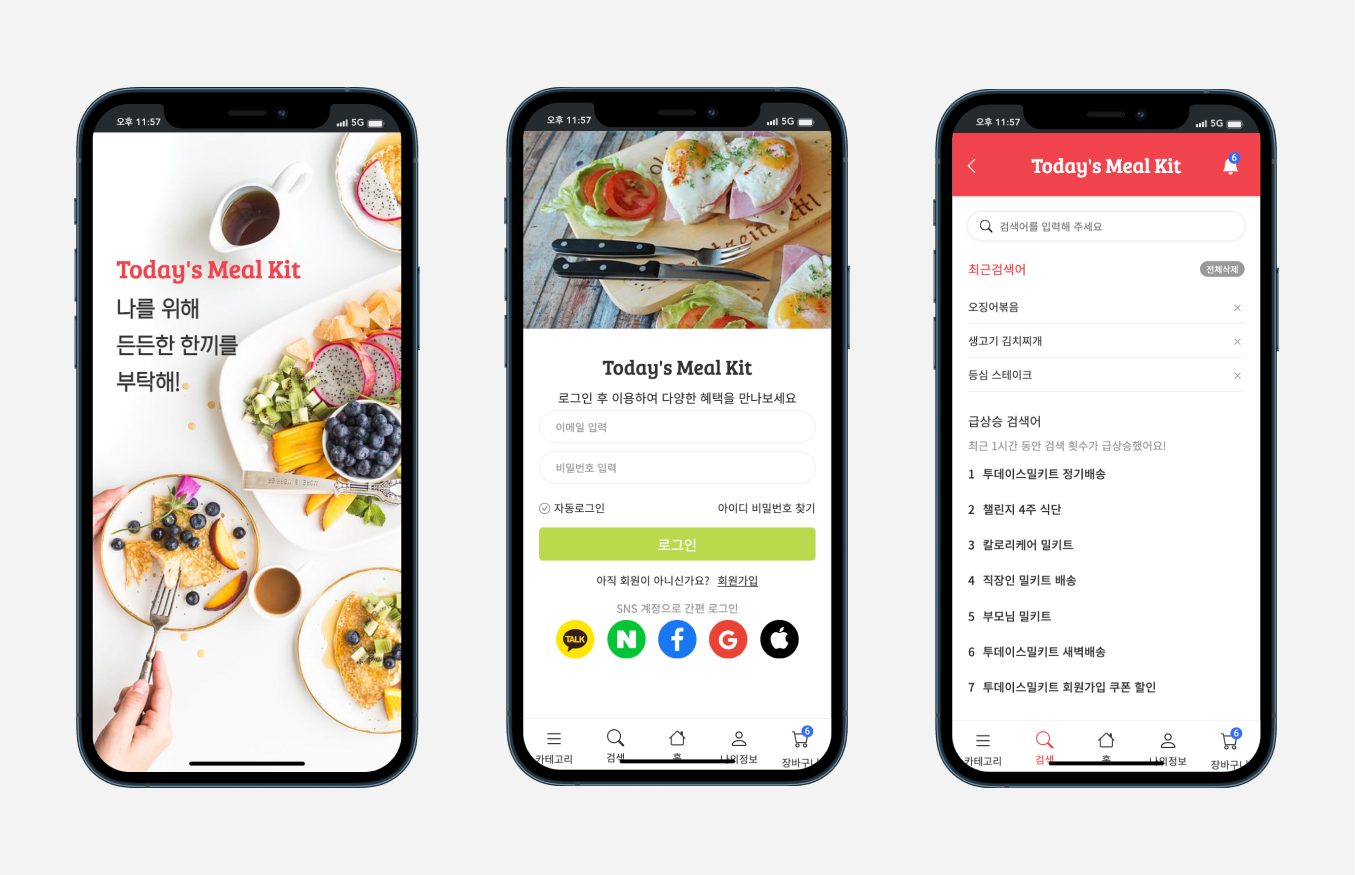 오후 11:57
5G
Today's Meal Kit
나를 위해
든든한 한끼를
부탁해!
오후 11:57
5G
Today's Meal Kit
로그인 후 이용하여 다양한 혜택을 만나보세요
이메일 입력
비밀번호 입력
자동로그인
아이디 비밀번호 찾기
로그인
아직 회원이 아니신가요? 회원가입
SNS 계정으로 간편 로그인
TALK
N
f
G
6
카테고리
검색
홈
나의정보
장바구니
오후 11:57
5G
Today's Meal Kit
6
검색어를 입력해 주세요
최근검색어
전체삭제
오징어볶음
생고기 김치찌개
등심 스테이크
급상승 검색어
최근 1시간 동안 검색 횟수가 급상승했어요!
1 투데이스밀키트 정기배송
2 챌린지 4주 식단
3 칼로리케어 밀키트
4 직장인 밀키트 배송
5 부모님 밀키트
6 투데이스밀키트 새벽배송
7 투데이스밀키트 회원가입 쿠폰 할인
6
카테고리
검색
홈
나의정보
장바구니